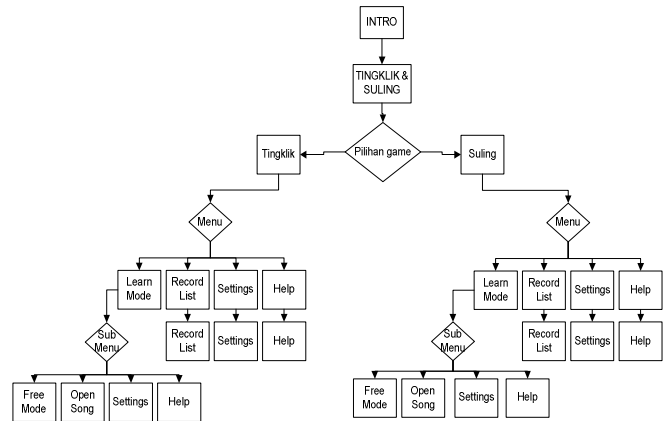 INTRO
TINGKLIK &
SULING
Pilihan game
Tingklik
Suling
Menu
Menu
Learn
Mode
Record
List
Settings
Help
Learn
Mode
Record
List
Settings
Help
Sub
Menu
Record
List
Settings
Help
Sub
Menu
Record
List
Settings
Help
Free
Mode
Open
Song
Settings
Help
Free
Mode
Open
Song
Settings
Help